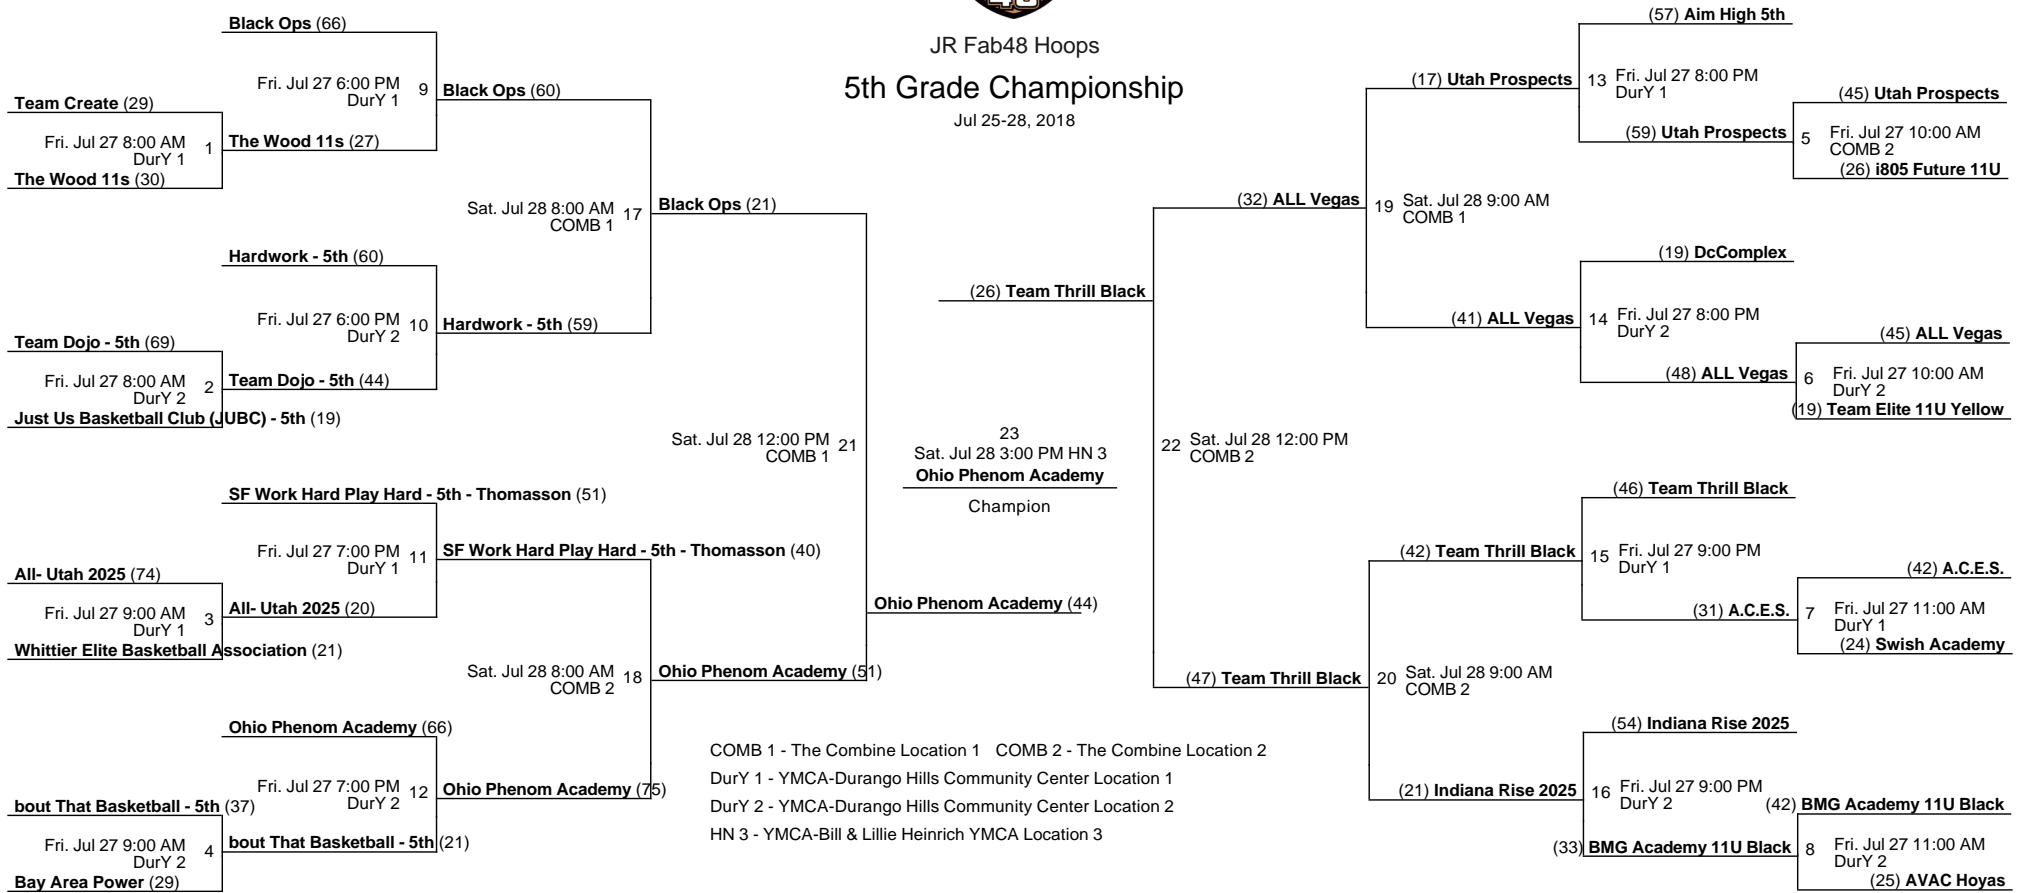 48
JR Fab48 Hoops
5th Grade Championship
Jul 25-28, 2018
Black Ops (66)
Fri. Jul 27 6:00 PM 9
DurY 1
Black Ops (60)
Team Create (29)
Fri. Jul 27 8:00 AM 1
DurY 1
The Wood 11s (27)
The Wood 11s (30)
Sat. Jul 28 8:00 AM 17
COMB 1
Black Ops (21)
Hardwork - 5th (60)
Fri. Jul 27 6:00 PM 10
DurY 2
Hardwork - 5th (59)
Team Dojo - 5th (69)
Fri. Jul 27 8:00 AM 2
DurY 2
Team Dojo - 5th (44)
Just Us Basketball Club (JUBC) - 5th (19)
Sat. Jul 28 12:00 PM 21
COMB 1
SF Work Hard Play Hard - 5th - Thomasson (51)
Fri. Jul 27 7:00 PM 11
DurY 1
SF Work Hard Play Hard - 5th - Thomasson (40)
All- Utah 2025 (74)
Fri. Jul 27 9:00 AM 3
DurY 1
All- Utah 2025 (20)
Whittier Elite Basketball Association (21)
Ohio Phenom Academy (44)
Sat. Jul 28 8:00 AM 18
COMB 2
Ohio Phenom Academy (51)
Ohio Phenom Academy (66)
Fri. Jul 27 7:00 PM 12
DurY 2
Ohio Phenom Academy (75)
bout That Basketball - 5th (37)
Fri. Jul 27 9:00 AM 4
DurY 2
bout That Basketball - 5th (21)
Bay Area Power (29)
23
Sat. Jul 28 3:00 PM HN 3
Ohio Phenom Academy
Champion
(26) Team Thrill Black
22 Sat. Jul 28 12:00 PM
COMB 2
(57) Aim High 5th
(17) Utah Prospects
13 Fri. Jul 27 8:00 PM
DurY 1
(45) Utah Prospects
(59) Utah Prospects
5 Fri. Jul 27 10:00 AM
COMB 2
(26) i805 Future 11U
(32) ALL Vegas
19 Sat. Jul 28 9:00 AM
COMB 1
(19) DcComplex
(41) ALL Vegas
14 Fri. Jul 27 8:00 PM
DurY 2
(45) ALL Vegas
(48) ALL Vegas
6 Fri. Jul 27 10:00 AM
DurY 2
(19) Team Elite 11U Yellow
(46) Team Thrill Black
(42) Team Thrill Black
15 Fri. Jul 27 9:00 PM
DurY 1
(42) A.C.E.S.
(31) A.C.E.S.
7 Fri. Jul 27 11:00 AM
DurY 1
(24) Swish Academy
(47) Team Thrill Black
20 Sat. Jul 28 9:00 AM
COMB 2
(54) Indiana Rise 2025
(21) Indiana Rise 2025
16 Fri. Jul 27 9:00 PM
DurY 2
(42) BMG Academy 11U Black
(33) BMG Academy 11U Black
8 Fri. Jul 27 11:00 AM
DurY 2
(25) AVAC Hoyas
COMB 1 - The Combine Location 1 COMB 2 - The Combine Location 2
DurY 1 - YMCA-Durango Hills Community Center Location 1
DurY 2 - YMCA-Durango Hills Community Center Location 2
HN 3 - YMCA-Bill & Lillie Heinrich YMCA Location 3